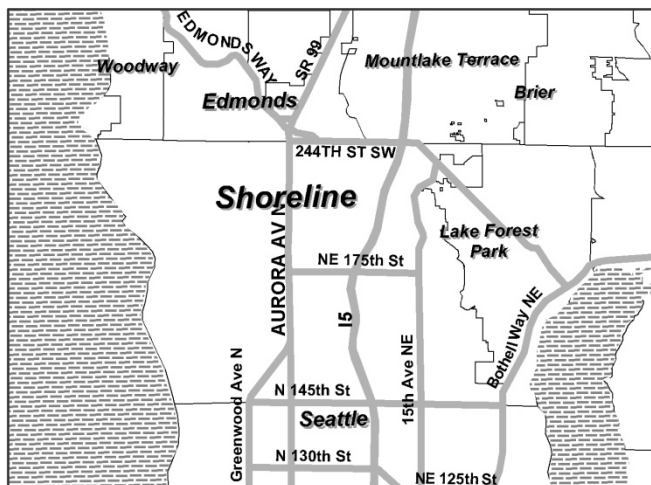 EDMONDS WAY
SR 99
Woodway
Mountlake Terrace
Edmonds
Brier
244TH ST SW
Shoreline
AURORA AV N
Lake Forest
Park
NE 175th St
I5
Bothell Way NE
15th Ave NE
Greenwood Ave N
N 145th St
Seattle
N 130th St
NE 125th St